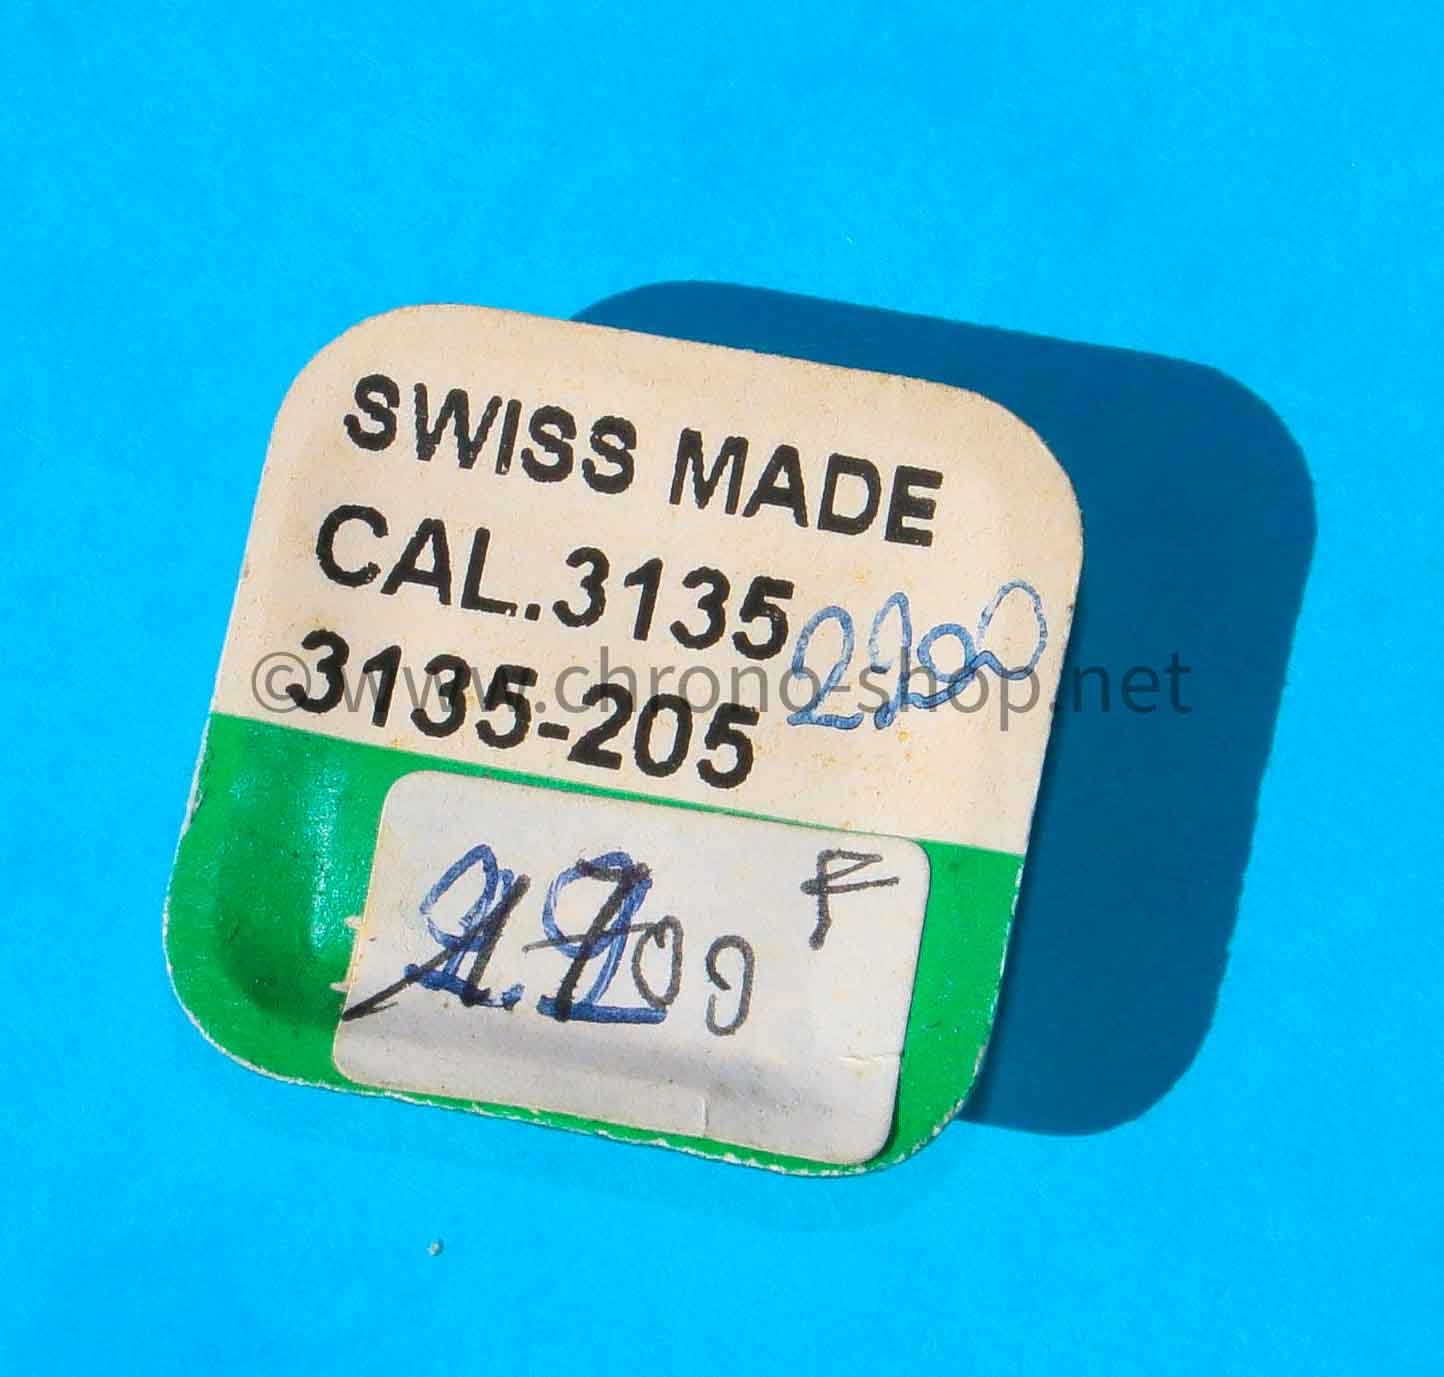 SWISS MADE
CAL.3135
3135-205
©www.chrono-shop.net
F